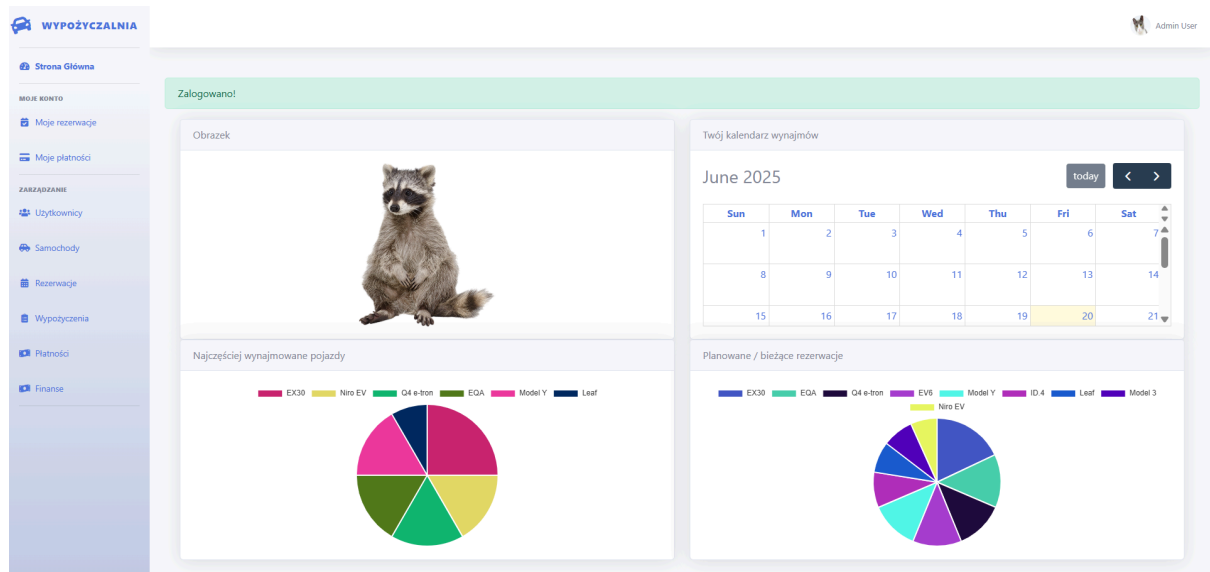 WYPOŻYCZALNIA
Admin User
Strona Główna
MOJE KONTO
Moje rezerwacje
Moje płatności
ZARZĄDZANIE
Użytkownicy
Samochody
Rezerwacje
Wypożyczenia
Płatności
Finanse
Zalogowano!
Obrazek
Twój kalendarz wynajmów
June 2025
today
Sun Mon Tue Wed Thu Fri Sat
1 2 3 4 5 6 7
8 9 10 11 12 13 14
15 16 17 18 19 20 21
Najczęściej wynajmowane pojazdy
EX30 Niro EV Q4 e-tron EQA Model Y Leaf
Planowane / bieżące rezerwacje
EX30 EQA Q4 e-tron EV6 Model Y ID.4 Leaf Model 3
Niro EV